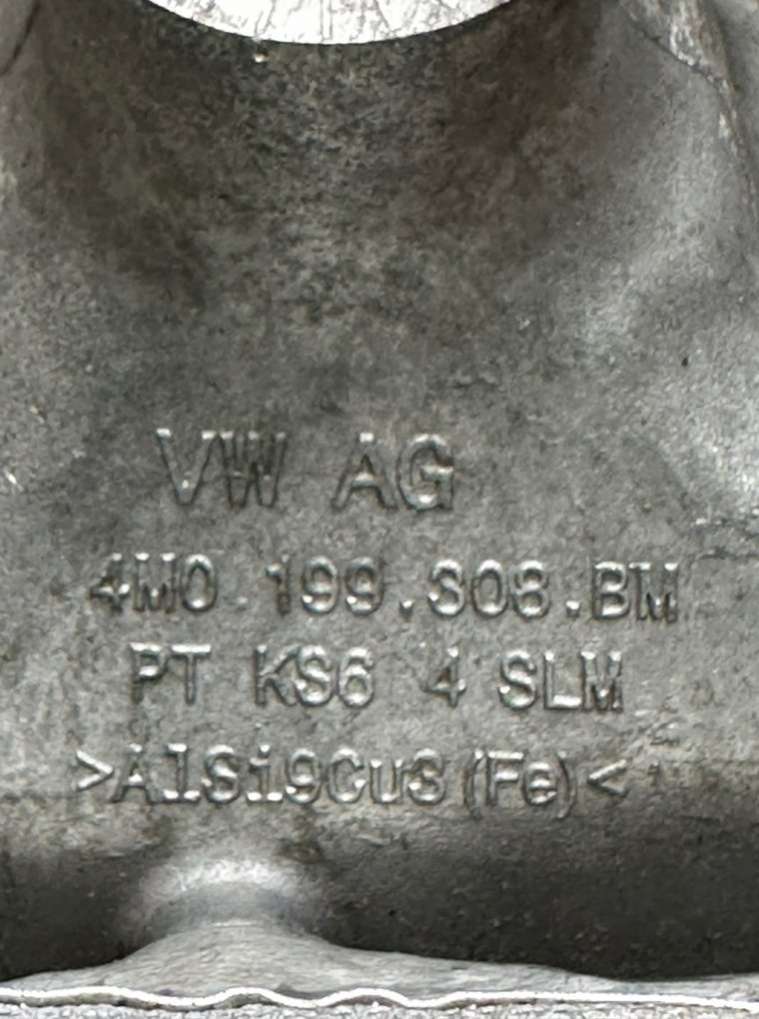 VW AG
4M0.199.308.BM
PT KS6 4 SLM
>AlSi9Cu3(Fe)<